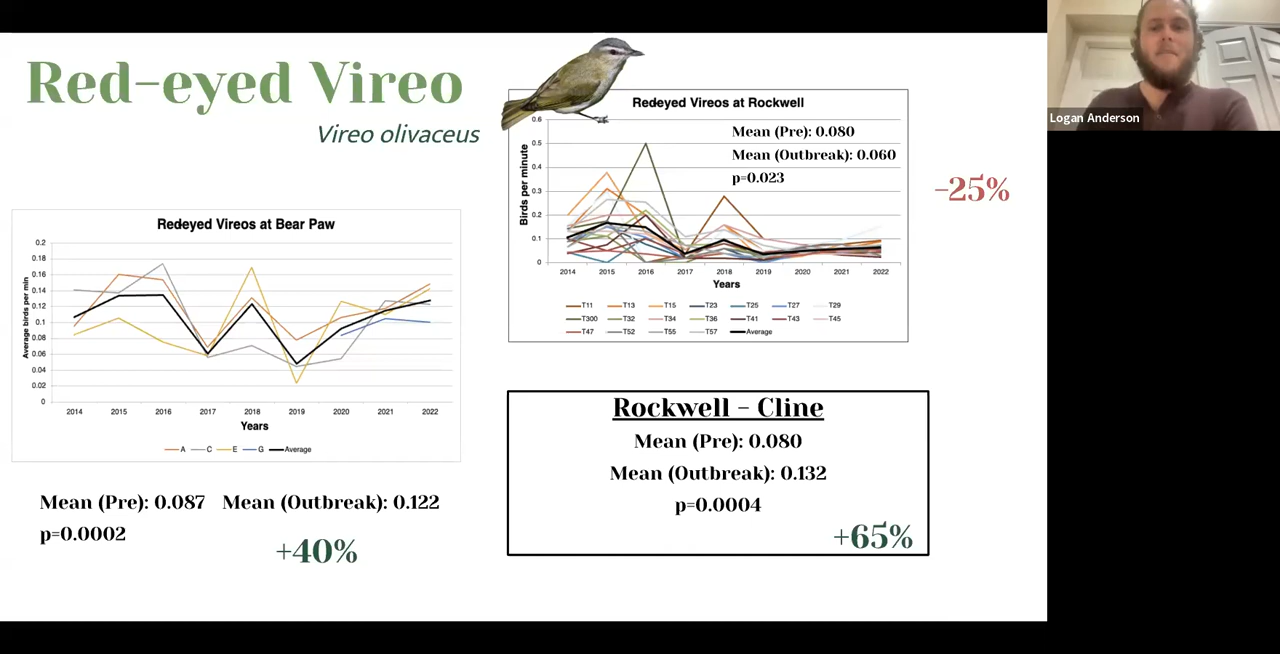 Red-eyed Vireo
Vireo olivaceus
Redeyed Vireos at Bear Paw
0.2
0.18
0.16
0.14
0.12
0.1
0.08
0.06
0.04
0.02
0
Average birds per min
2014 2015 2016 2017 2018 2019 2020 2021 2022
Years
A C E G Average
Mean (Pre): 0.087 Mean (Outbreak): 0.122
p=0.0002
+40%
Redeyed Vireos at Rockwell
Mean (Pre): 0.080
Mean (Outbreak): 0.060
p=0.023
0.6
0.5
0.4
0.3
0.2
0.1
0
Birds per minute
2014 2015 2016 2017 2018 2019 2020 2021 2022
Years
T11 T13 T15 T23 T25 T27 T29
T300 T32 T34 T36 T41 T43 T45
T47 T52 T55 T57 Average
-25%
Rockwell - Cline
Mean (Pre): 0.080
Mean (Outbreak): 0.132
p=0.0004
+65%
Logan Anderson